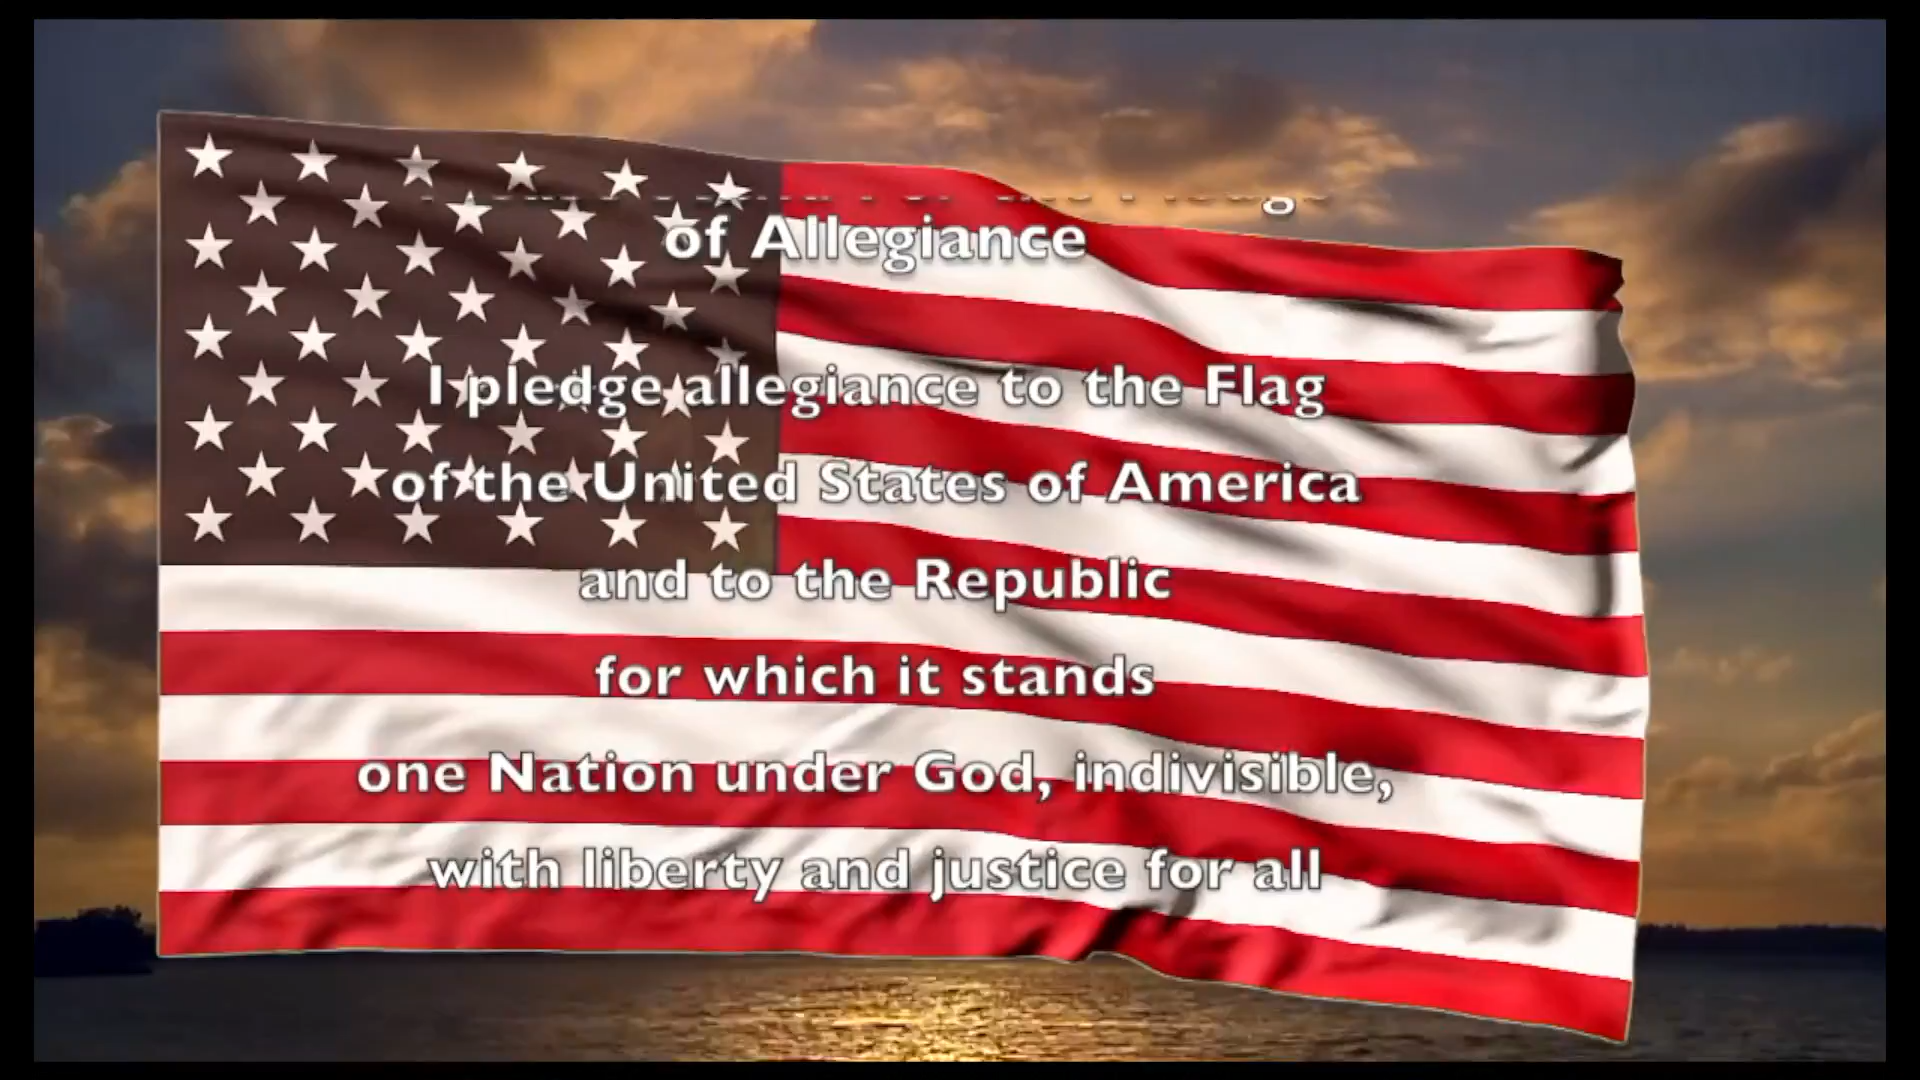 of Allegiance
I pledge allegiance to the Flag
of the United States of America
and to the Republic
for which it stands
one Nation under God, indivisible,
with liberty and justice for all